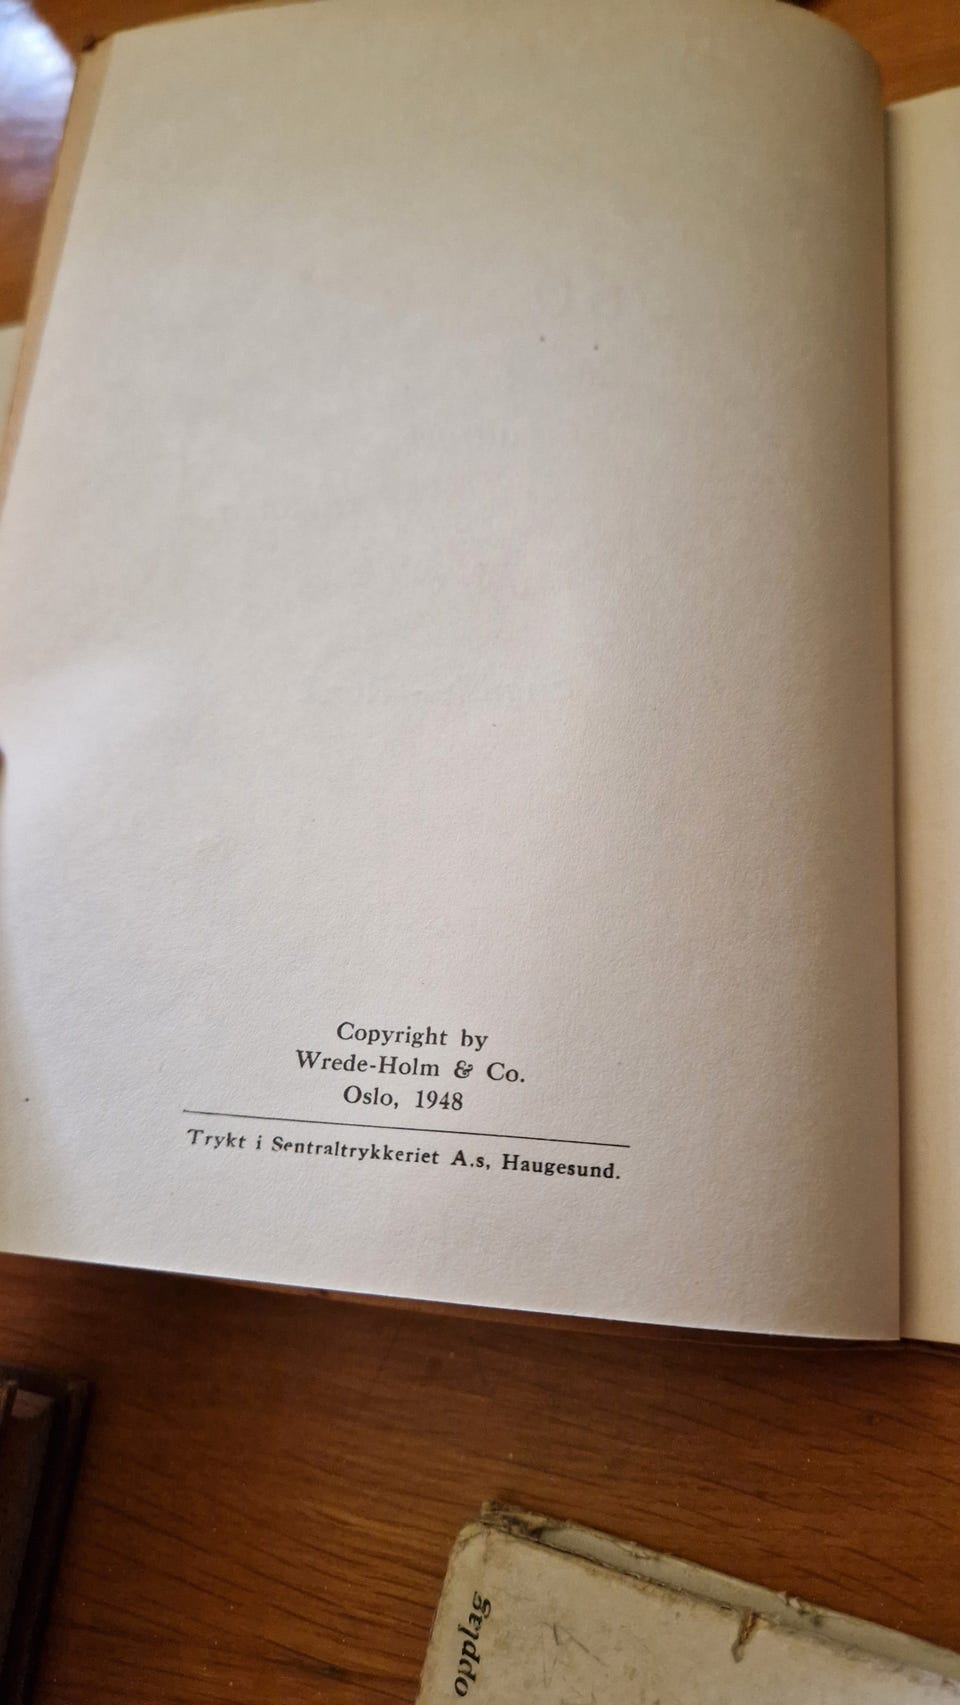 Copyright by
Wrede-Holm & Co.
Oslo, 1948
Trykt i Sentraltrykkeriet A.s, Haugesund.
opplag